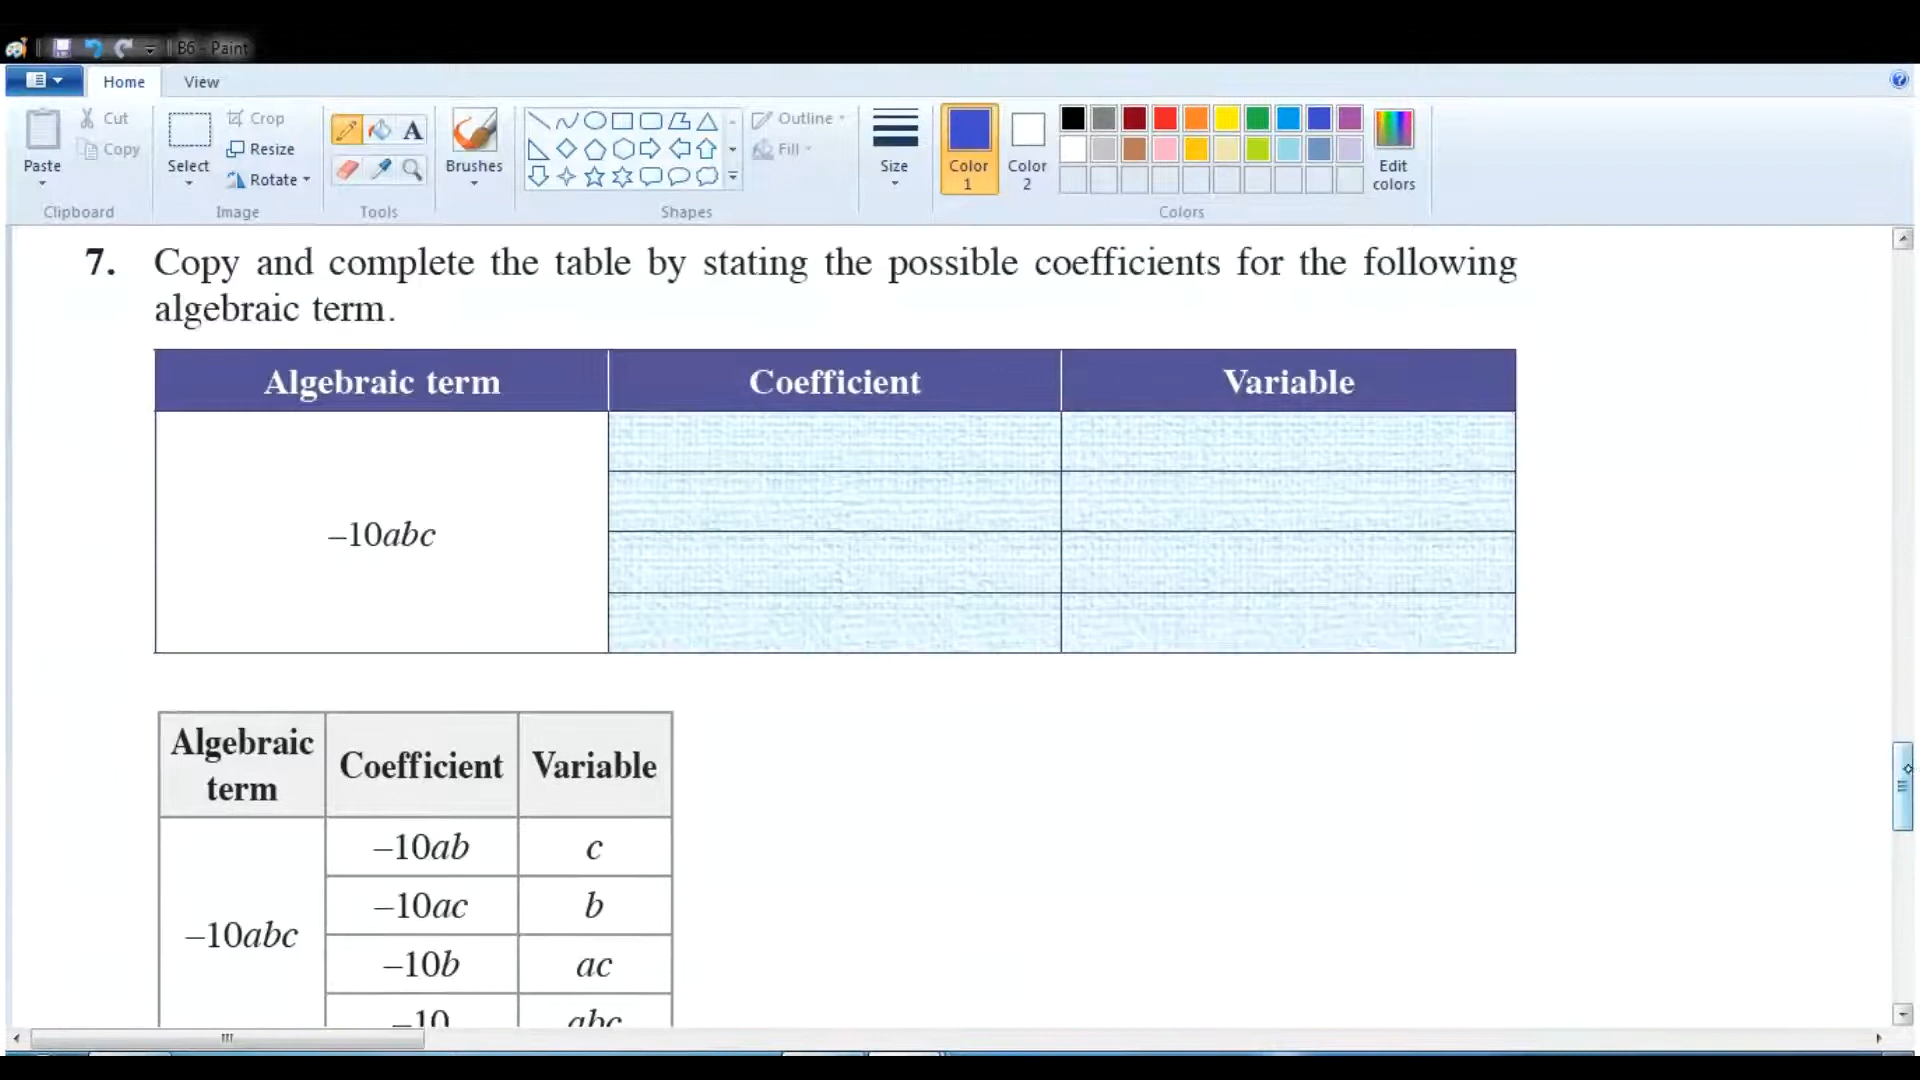 B6 - Paint
Home View
Paste
Cut
Copy
Clipboard
Select
Crop
Resize
Rotate
Image
A
Tools
Brushes
Shapes
Outline
Fill
Size
Color 1
Color 2
Edit colors
Colors
7. Copy and complete the table by stating the possible coefficients for the following
algebraic term.
Algebraic term Coefficient Variable
–10abc
Algebraic
term
Coefficient Variable
–10ab c
–10ac b
–10abc
–10b ac
–10 abc